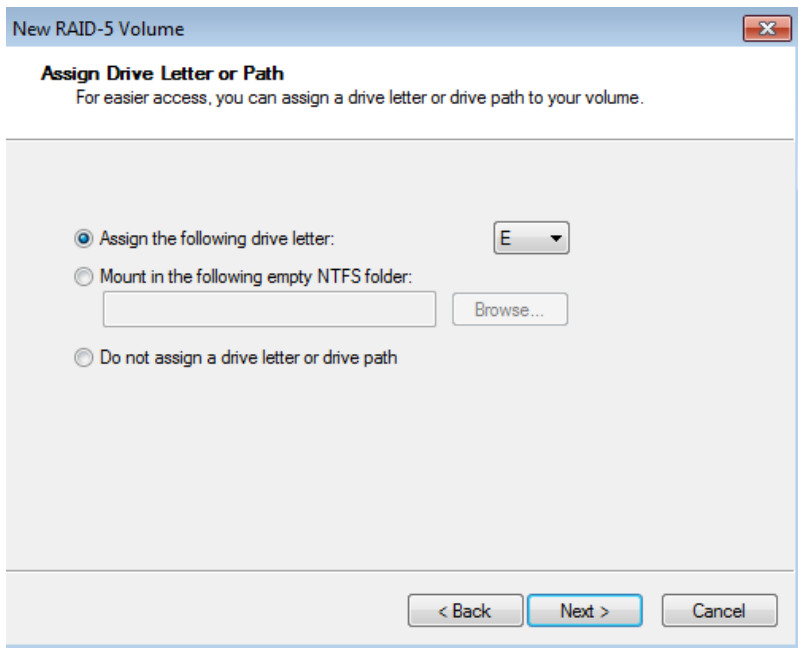 New RAID-5 Volume
Assign Drive Letter or Path
For easier access, you can assign a drive letter or drive path to your volume.
Assign the following drive letter: E
Mount in the following empty NTFS folder:
Browse...
Do not assign a drive letter or drive path
< Back Next > Cancel